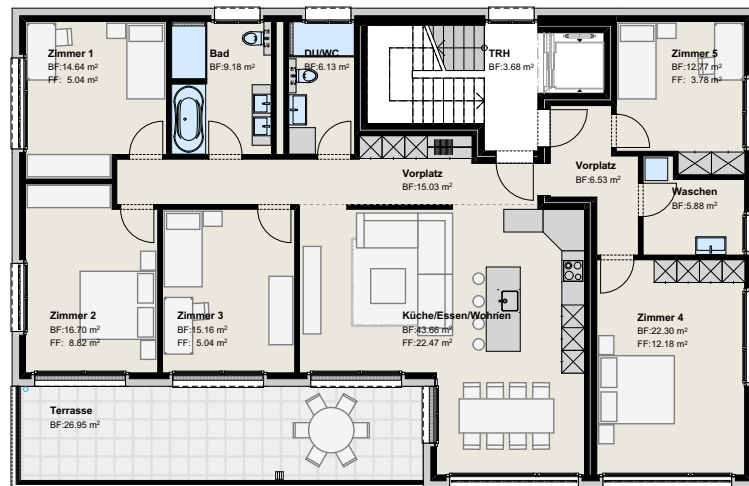 Zimmer 1
BF:14.64 m²
FF: 5.04 m²
Bad
BF:9.18 m²
DU/WC
BF:6.13 m²
TRH
BF:3.68 m²
Zimmer 5
BF:12.77 m²
FF: 3.78 m²
Vorplatz
BF:15.03 m²
Vorplatz
BF:6.53 m²
Waschen
BF:5.88 m²
Zimmer 2
BF:16.70 m²
FF: 8.82 m²
Zimmer 3
BF:15.16 m²
FF: 5.04 m²
Küche/Essen/Wohnen
BF:43.66 m²
FF:22.47 m²
Zimmer 4
BF:22.30 m²
FF:12.18 m²
Terrasse
BF:26.95 m²